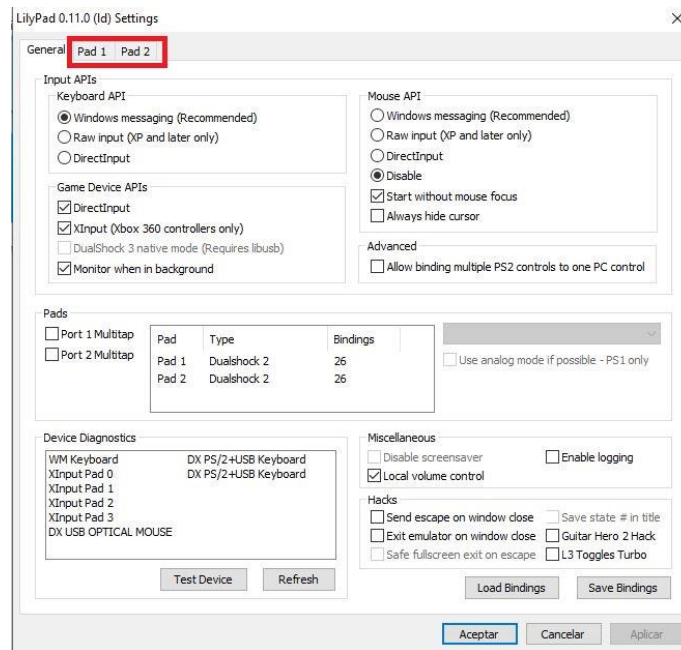 LilyPad 0.11.0 (ld) Settings
General Pad 1 Pad 2
Input APIs
Keyboard API
Windows messaging (Recommended)
Raw input (XP and later only)
DirectInput
Mouse API
Windows messaging (Recommended)
Raw input (XP and later only)
DirectInput
Disable
Start without mouse focus
Always hide cursor
Game Device APIs
DirectInput
XInput (Xbox 360 controllers only)
DualShock 3 native mode (Requires libusb)
Monitor when in background
Advanced
Allow binding multiple PS2 controls to one PC control
Pads
Port 1 Multitap
Port 2 Multitap
Pad Type Bindings
Pad 1 Dualshock 2 26
Pad 2 Dualshock 2 26
Use analog mode if possible - PS1 only
Device Diagnostics
WM Keyboard DX PS/2+USB Keyboard
XInput Pad 0 DX PS/2+USB Keyboard
XInput Pad 1
XInput Pad 2
XInput Pad 3
DX USB OPTICAL MOUSE
Test Device Refresh
Miscellaneous
Disable screensaver Enable logging
Local volume control
Hacks
Send escape on window close Save state # in title
Exit emulator on window close Guitar Hero 2 Hack
Safe fullscreen exit on escape L3 Toggles Turbo
Load Bindings Save Bindings
Aceptar Cancelar Aplicar